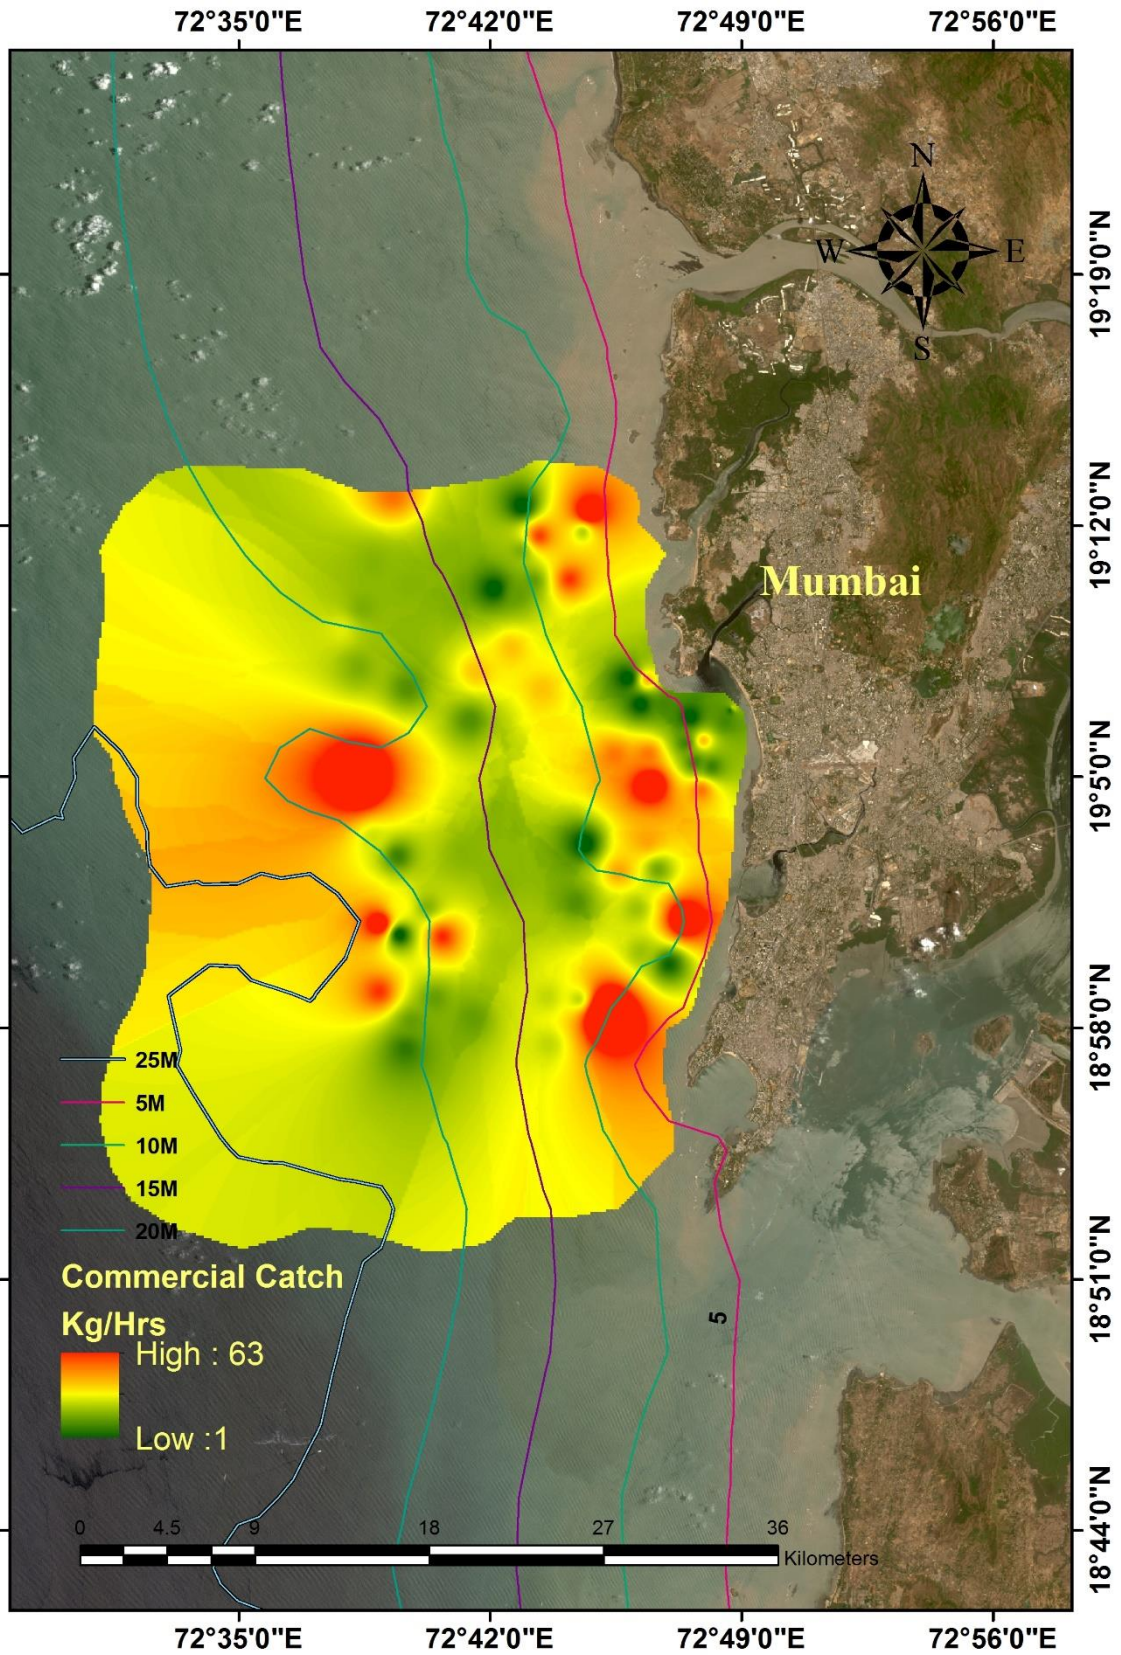 72°35'0"E 72°42'0"E 72°49'0"E 72°56'0"E
N
W E
S
19°19'0"N
19°12'0"N
Mumbai
19°5'0"N
18°58'0"N
25M
5M
10M
15M
20M
18°51'0"N
Commercial Catch
Kg/Hrs
High : 63
Low :1
5
18°44'0"N
0 4.5 9 18 27 36
Kilometers
72°35'0"E 72°42'0"E 72°49'0"E 72°56'0"E